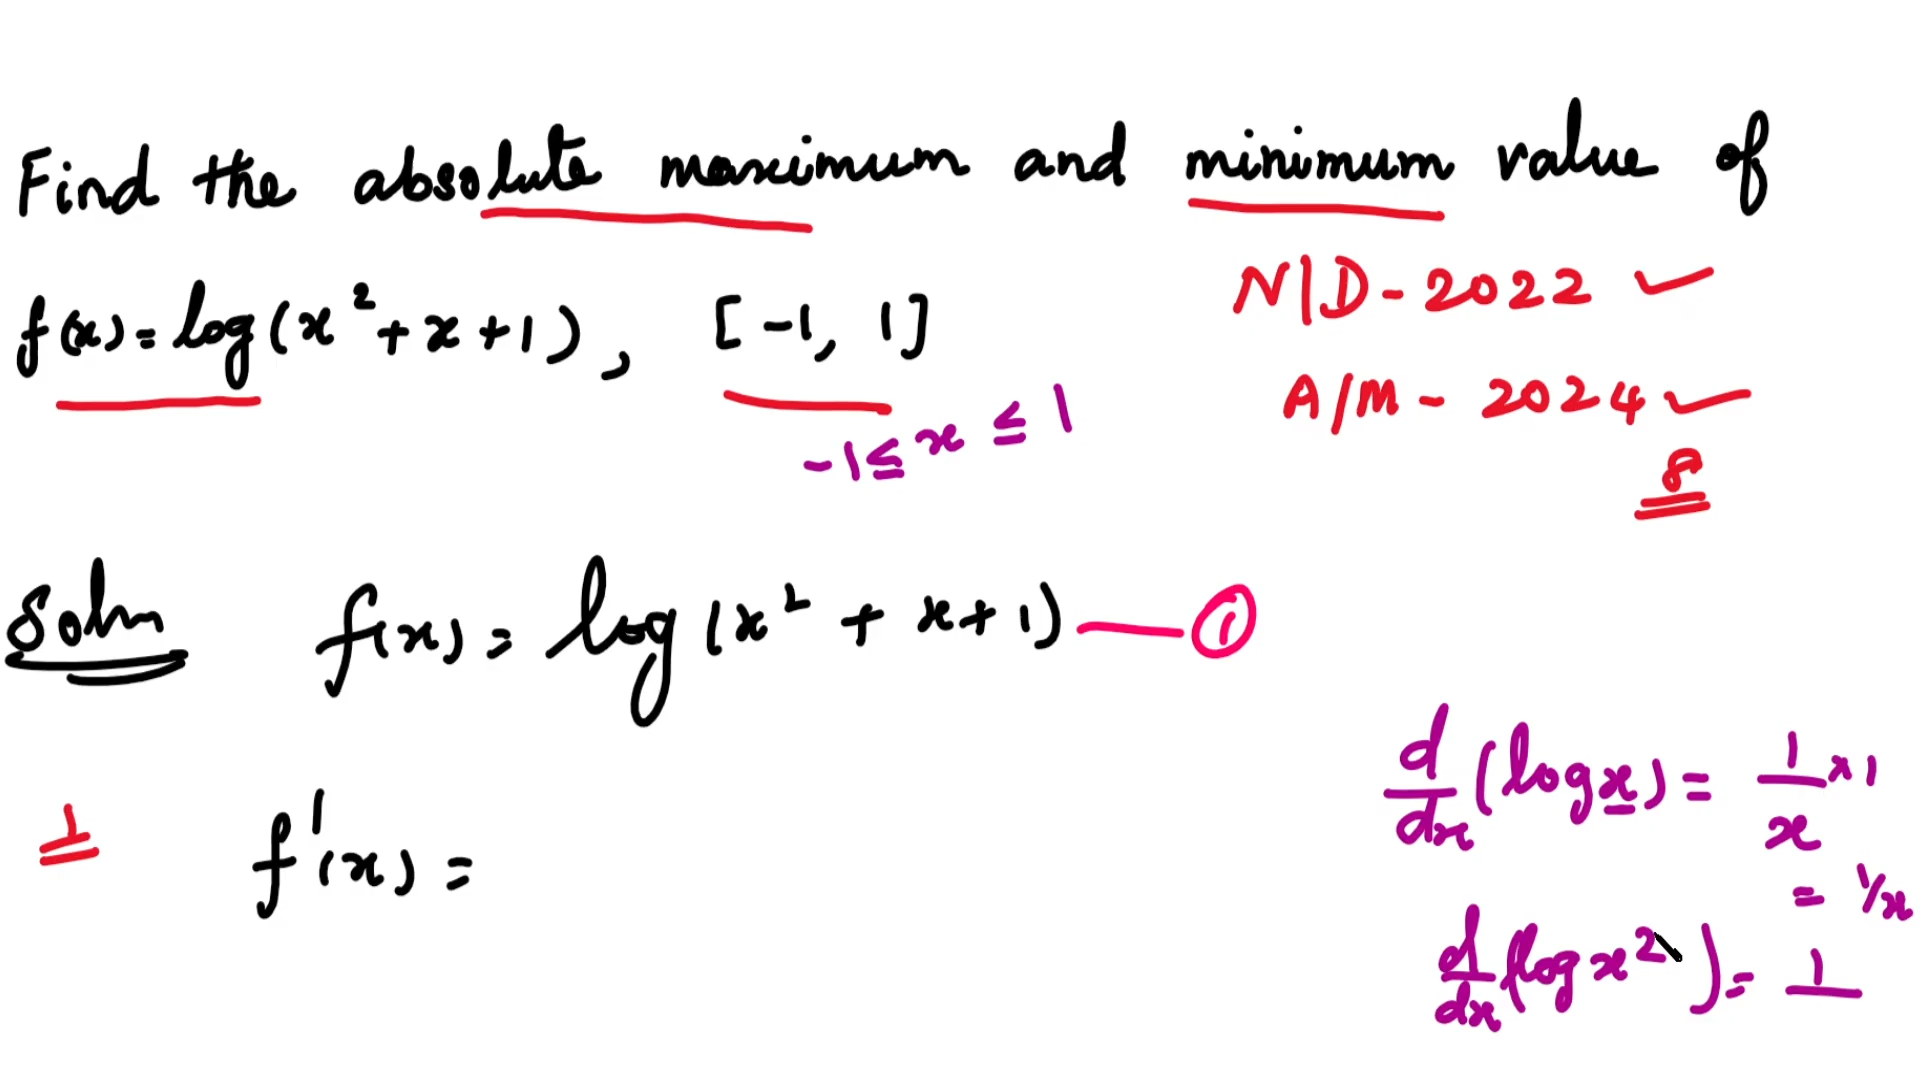 Find the absolute maximum and minimum value of
f(x)= log(x²+x+1), [-1, 1]
N/D-2022 ✓
-1≤x≤1
A/M-2024 ✓
8
Soln f(x)= log(x²+x+1) — ①
d/dx (log x) = 1/x ×1
1 f'(x) =
= 1/x
d/dx (log x²) = 1